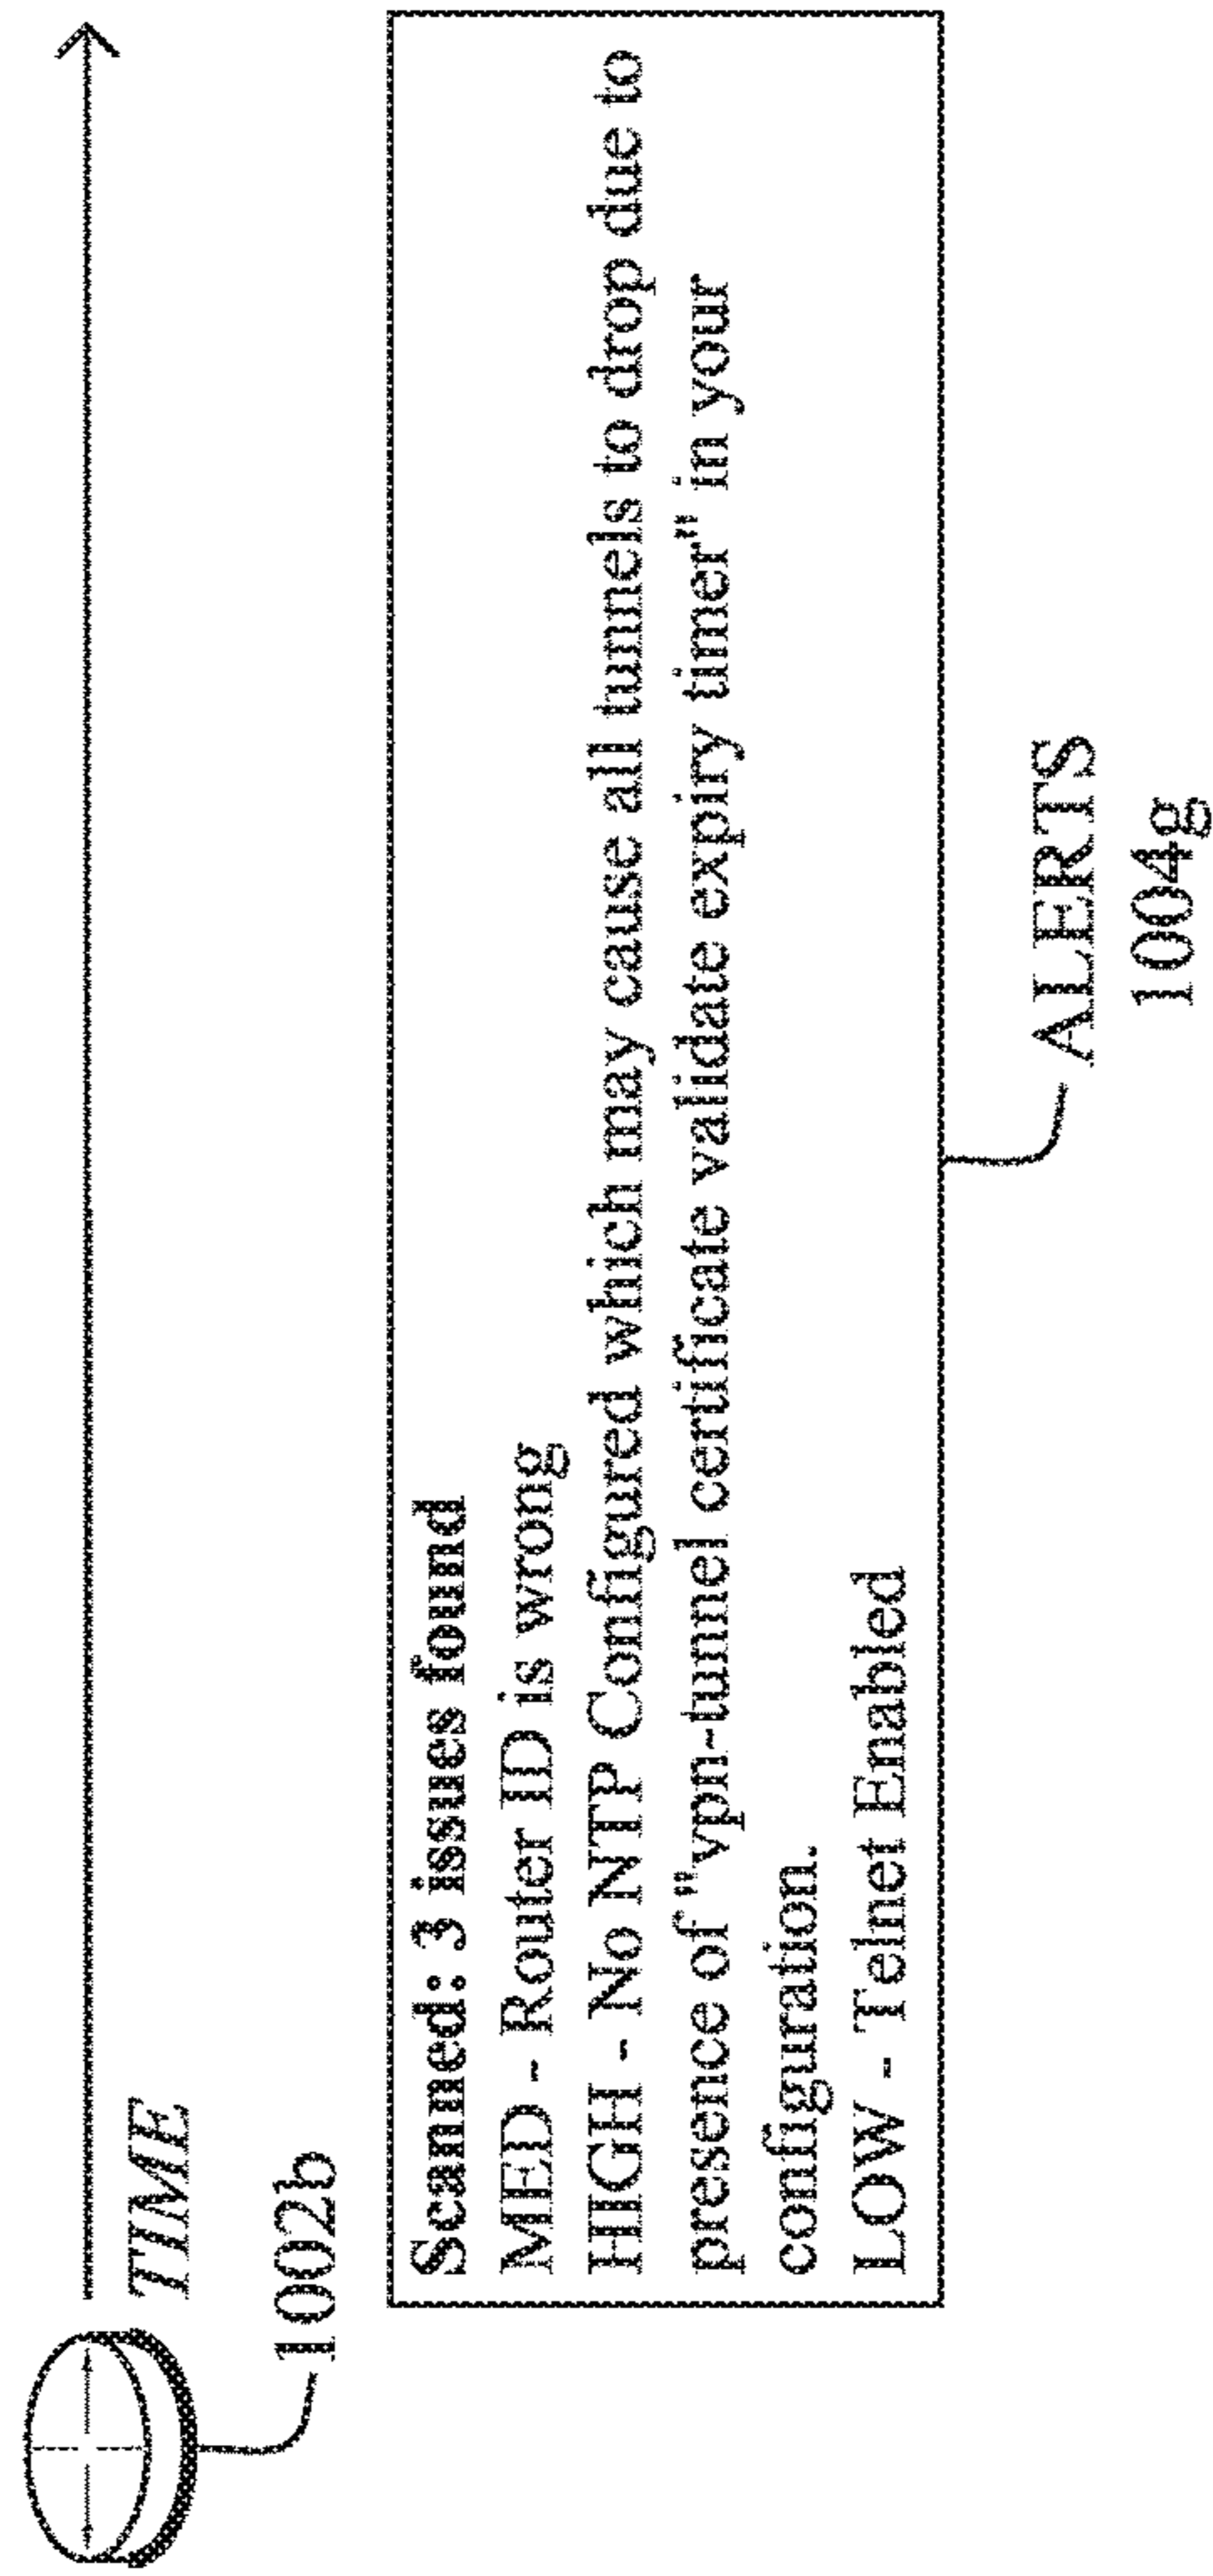 TIME
1002b
Scanned: 3 issues found
MED - Router ID is wrong
HIGH - No NTP Configured which may cause all tunnels to drop due to
presence of "vpn-tunnel certificate validate expiry timer" in your
configuration.
LOW - Telnet Enabled
ALERTS
1004g